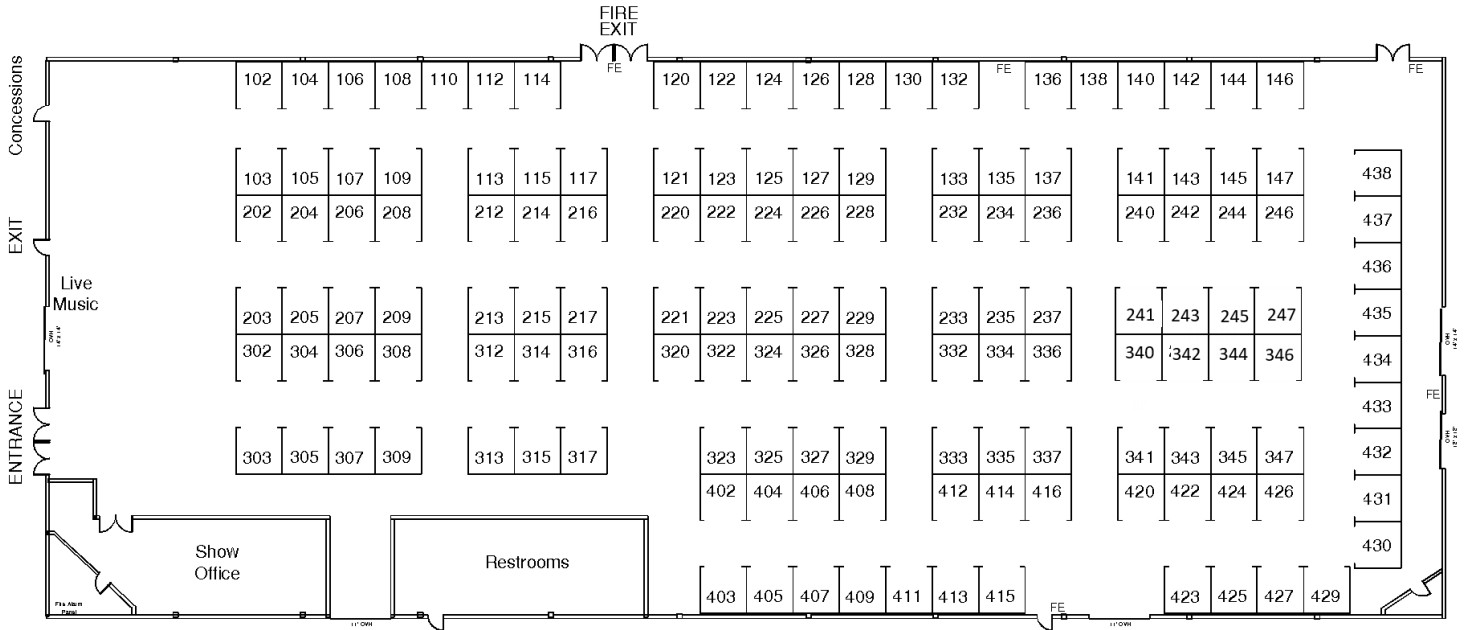 FIRE
EXIT
FE
FE
FE
Concessions
102 104 106 108 110 112 114 120 122 124 126 128 130 132 136 138 140 142 144 146
103 105 107 109 113 115 117 121 123 125 127 129 133 135 137 141 143 145 147 438
202 204 206 208 212 214 216 220 222 224 226 228 232 234 236 240 242 244 246 437
EXIT
436
Live
Music
203 205 207 209 213 215 217 221 223 225 227 229 233 235 237 241 243 245 247 435
302 304 306 308 312 314 316 320 322 324 326 328 332 334 336 340 342 344 346 434
FE
433
ENTRANCE
303 305 307 309 313 315 317 323 325 327 329 333 335 337 341 343 345 347 432
402 404 406 408 412 414 416 420 422 424 426 431
430
Show
Office
Restrooms
403 405 407 409 411 413 415 423 425 427 429
FE